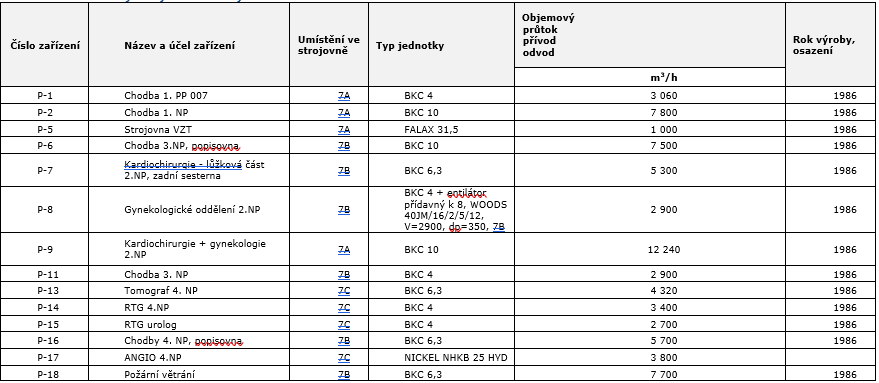 Číslo zařízení Název a účel zařízení Umístění ve strojovně Typ jednotky Objemový průtok přívod odvod Rok výroby, osazení
m³/h
P-1 Chodba 1. PP 007 7A BKC 4 3 060 1986
P-2 Chodba 1. NP 7A BKC 10 7 800 1986
P-5 Strojovna VZT 7A FALAX 31,5 1 000 1986
P-6 Chodba 3.NP, popisovna 7B BKC 10 7 500 1986
P-7 Kardiochirurgie - lůžková část 2.NP, zadní sesterna 7B BKC 6,3 5 300 1986
P-8 Gynekologické oddělení 2.NP 7B BKC 4 + entilátor přídavný k 8, WOODS 40JM/16/2/5/12, V=2900, dp=350, 7B 2 900 1986
P-9 Kardiochirurgie + gynekologie 2.NP 7A BKC 10 12 240 1986
P-11 Chodba 3. NP 7B BKC 4 2 900 1986
P-13 Tomograf 4. NP 7C BKC 6,3 4 320 1986
P-14 RTG 4.NP 7C BKC 4 3 400 1986
P-15 RTG urolog 7C BKC 4 2 700 1986
P-16 Chodby 4. NP, popisovna 7B BKC 6,3 5 700 1986
P-17 ANGIO 4.NP 7C NICKEL NHKB 25 HYD 3 800
P-18 Požární větrání 7B BKC 6,3 7 700 1986